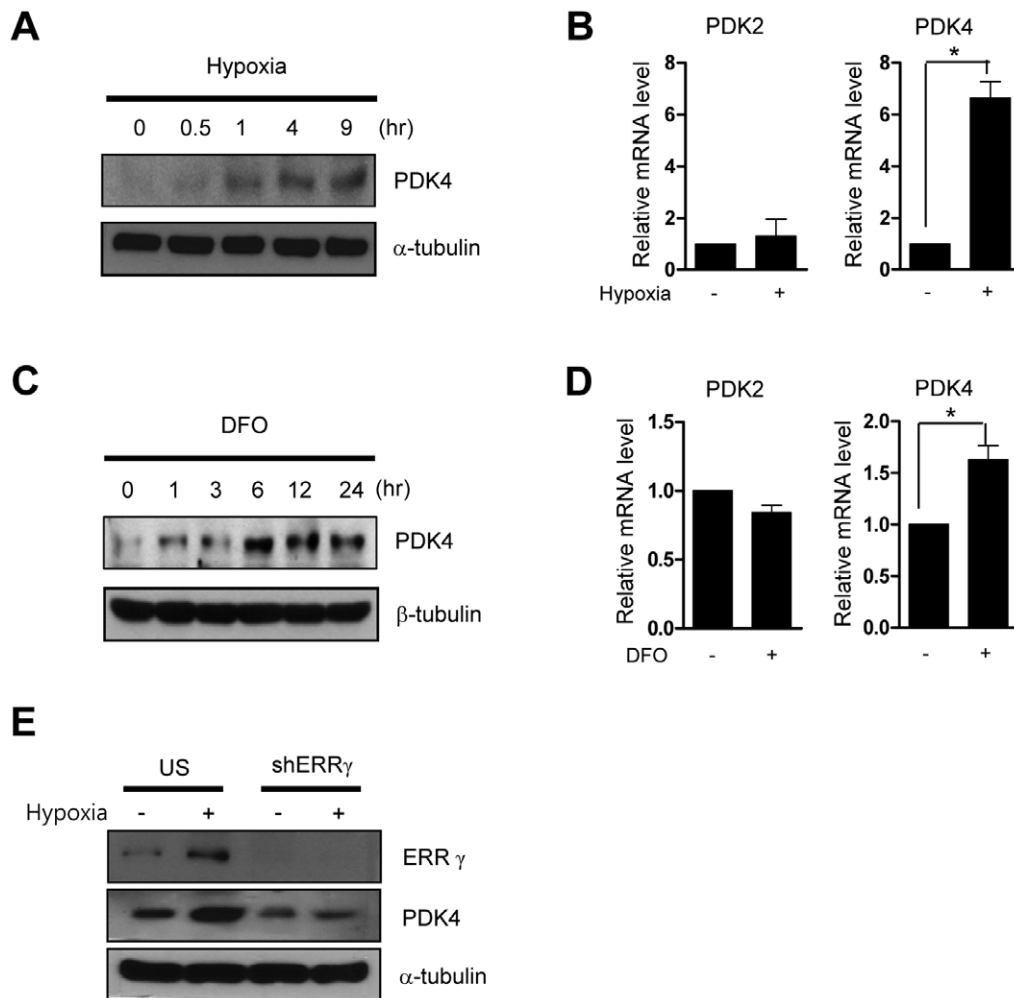 A
Hypoxia
0 0.5 1 4 9 (hr)
PDK4
α-tubulin
B
PDK2
Relative mRNA level
8
6
4
2
0
Hypoxia - +
PDK4
*
Relative mRNA level
8
6
4
2
0
- +
C
DFO
0 1 3 6 12 24 (hr)
PDK4
β-tubulin
D
PDK2
Relative mRNA level
1.5
1.0
0.5
0.0
DFO - +
PDK4
*
Relative mRNA level
2.0
1.5
1.0
0.5
0.0
- +
E
US shERRγ
Hypoxia - + - +
ERR γ
PDK4
α-tubulin